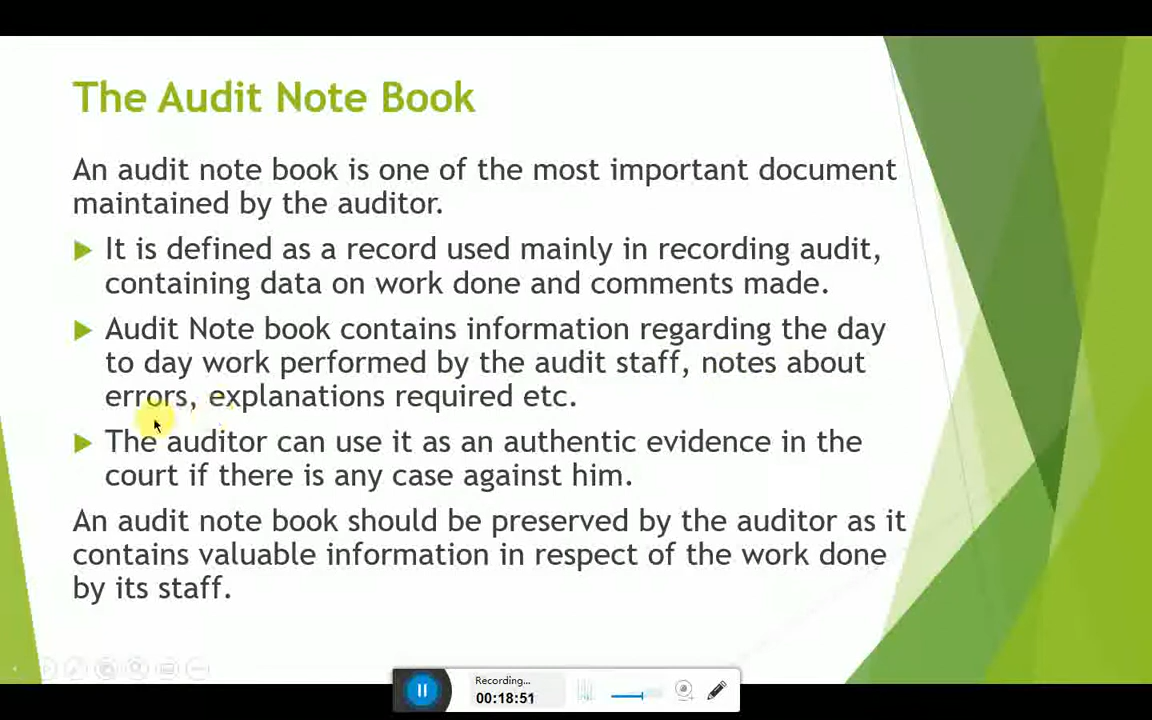 The Audit Note Book
An audit note book is one of the most important document
maintained by the auditor.
It is defined as a record used mainly in recording audit,
containing data on work done and comments made.
Audit Note book contains information regarding the day
to day work performed by the audit staff, notes about
errors, explanations required etc.
The auditor can use it as an authentic evidence in the
court if there is any case against him.
An audit note book should be preserved by the auditor as it
contains valuable information in respect of the work done
by its staff.
Recording...
00:18:51